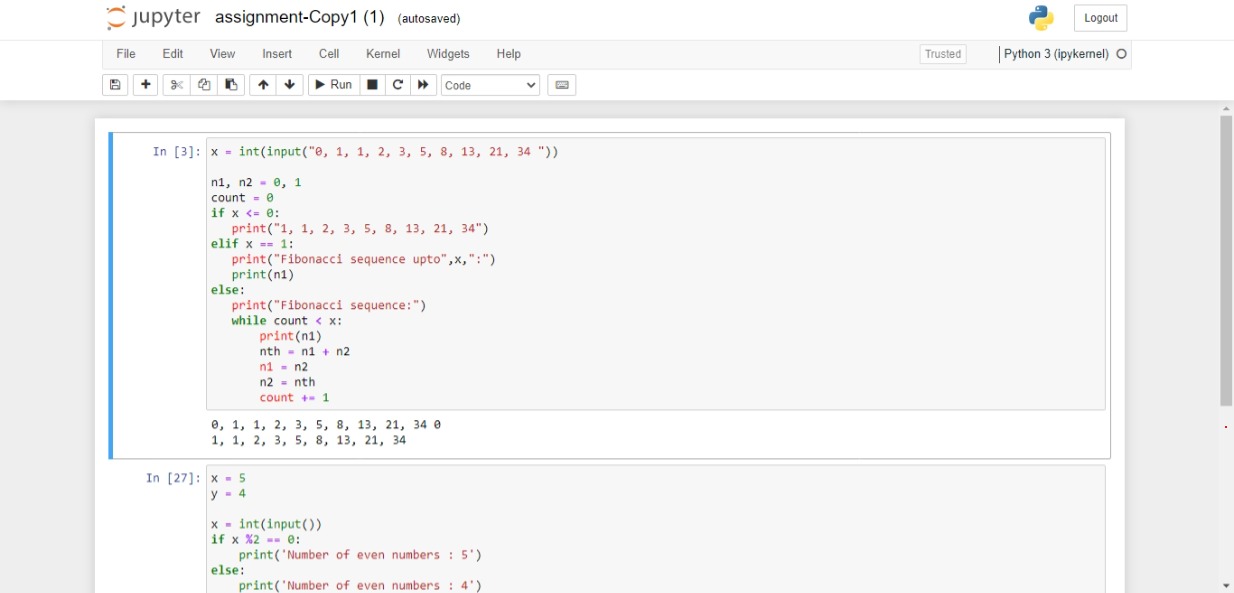 jupyter assignment-Copy1 (1) (autosaved) Logout
File Edit View Insert Cell Kernel Widgets Help Trusted Python 3 (ipykernel)
Run Code
In [3]: x = int(input("0, 1, 1, 2, 3, 5, 8, 13, 21, 34 "))
n1, n2 = 0, 1
count = 0
if x <= 0:
   print("1, 1, 2, 3, 5, 8, 13, 21, 34")
elif x == 1:
   print("Fibonacci sequence upto",x,":")
   print(n1)
else:
   print("Fibonacci sequence:")
   while count < x:
       print(n1)
       nth = n1 + n2
       n1 = n2
       n2 = nth
       count += 1
0, 1, 1, 2, 3, 5, 8, 13, 21, 34 0
1, 1, 2, 3, 5, 8, 13, 21, 34
In [27]: x = 5
y = 4
x = int(input())
if x %2 == 0:
    print('Number of even numbers : 5')
else:
    print('Number of even numbers : 4')